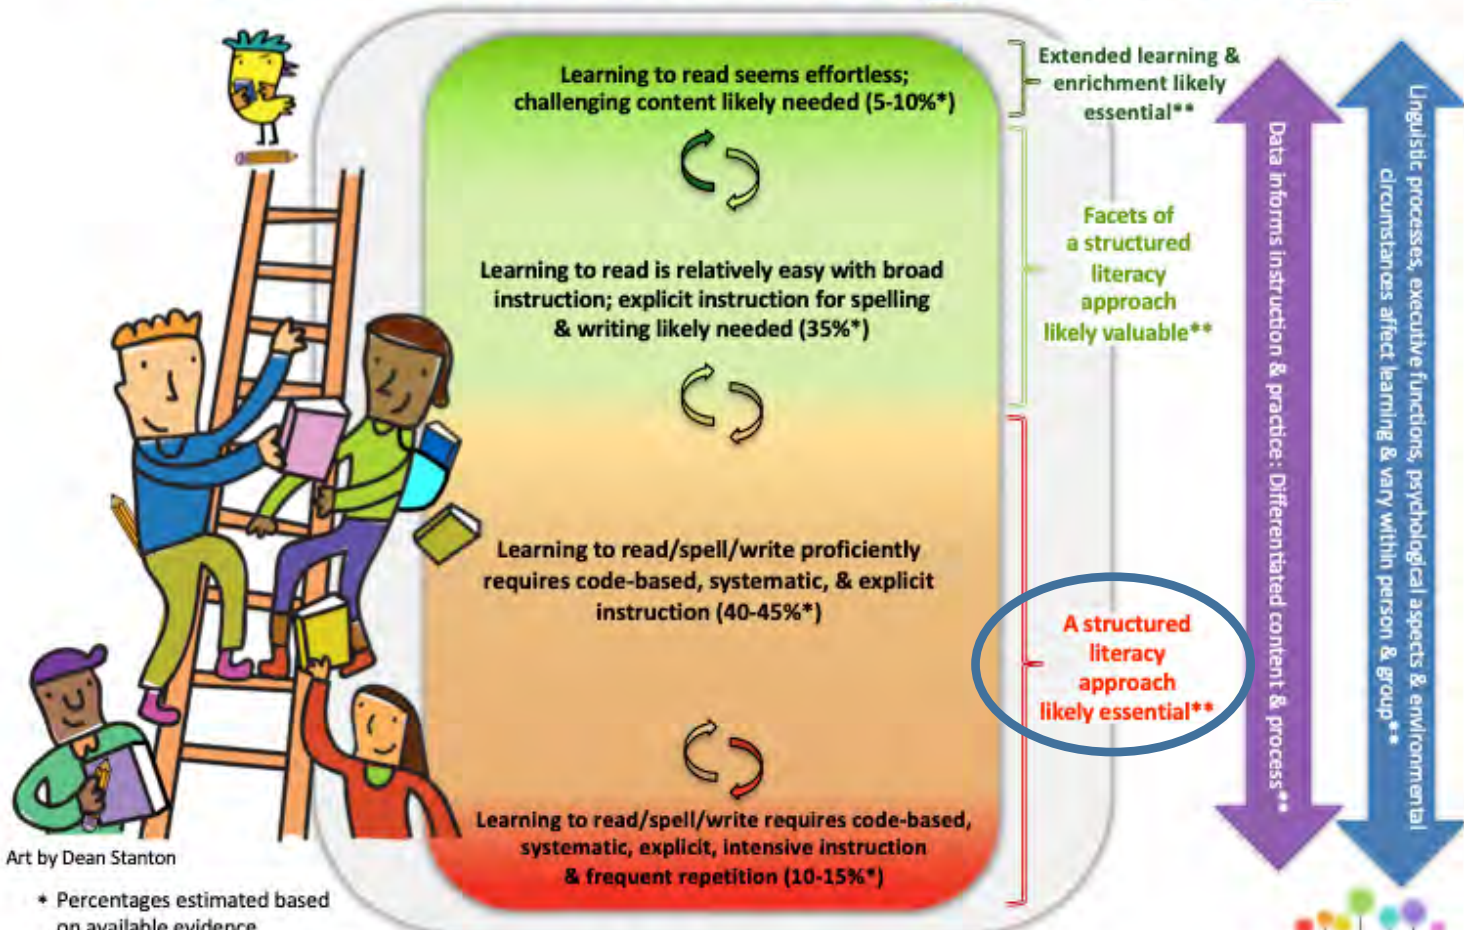 Learning to read seems effortless;
challenging content likely needed (5-10%*)
Learning to read is relatively easy with broad
instruction; explicit instruction for spelling
& writing likely needed (35%*)
Learning to read/spell/write proficiently
requires code-based, systematic, & explicit
instruction (40-45%*)
Learning to read/spell/write requires code-based,
systematic, explicit, intensive instruction
& frequent repetition (10-15%*)
Extended learning &
enrichment likely
essential**
Facets of
a structured
literacy
approach
likely valuable**
A structured
literacy
approach
likely essential**
Data informs instruction & practice: Differentiated content & process**
Linguistic processes, executive functions, psychological aspects & environmental
circumstances affect learning & vary within person & group**
Art by Dean Stanton
* Percentages estimated based
on available evidence